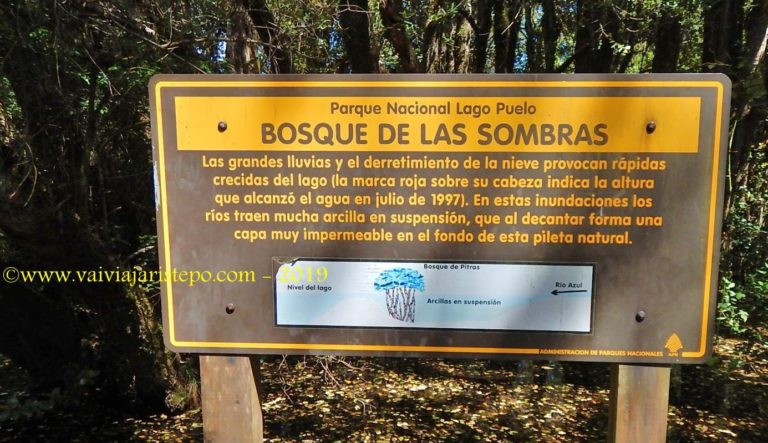 Parque Nacional Lago Puelo
BOSQUE DE LAS SOMBRAS
Las grandes lluvias y el derretimiento de la nieve provocan rápidas
crecidas del lago (la marca roja sobre su cabeza indica la altura
que alcanzó el agua en julio de 1997). En estas inundaciones los
ríos traen mucha arcilla en suspensión, que al decantar forma una
capa muy impermeable en el fondo de esta pileta natural.
©www.vaiviajaristepo.com - 2019
Bosque de Pitras
Nivel del lago
Río Azul
Arcillas en suspensión
ADMINISTRACION DE PARQUES NACIONALES
APN